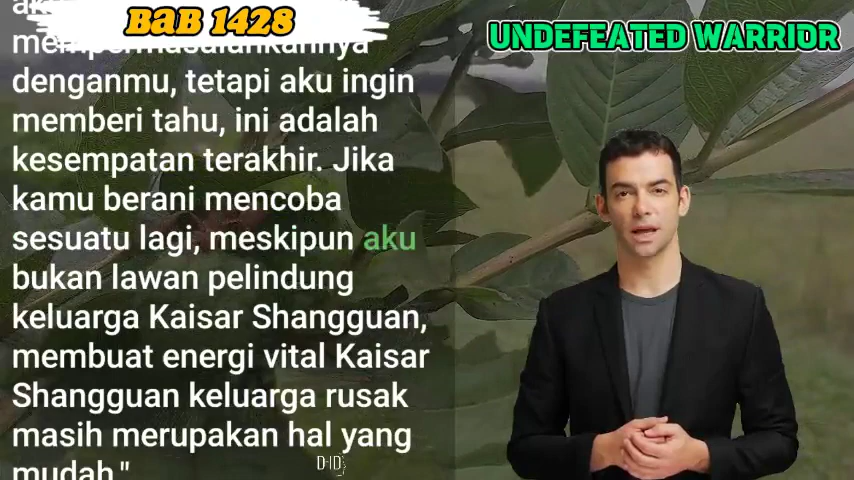 BAB 1428
UNDEFEATED WARRIOR
denganmu, tetapi aku ingin
memberi tahu, ini adalah
kesempatan terakhir. Jika
kamu berani mencoba
sesuatu lagi, meskipun aku
bukan lawan pelindung
keluarga Kaisar Shangguan,
membuat energi vital Kaisar
Shangguan keluarga rusak
masih merupakan hal yang
mudah."
D-ID